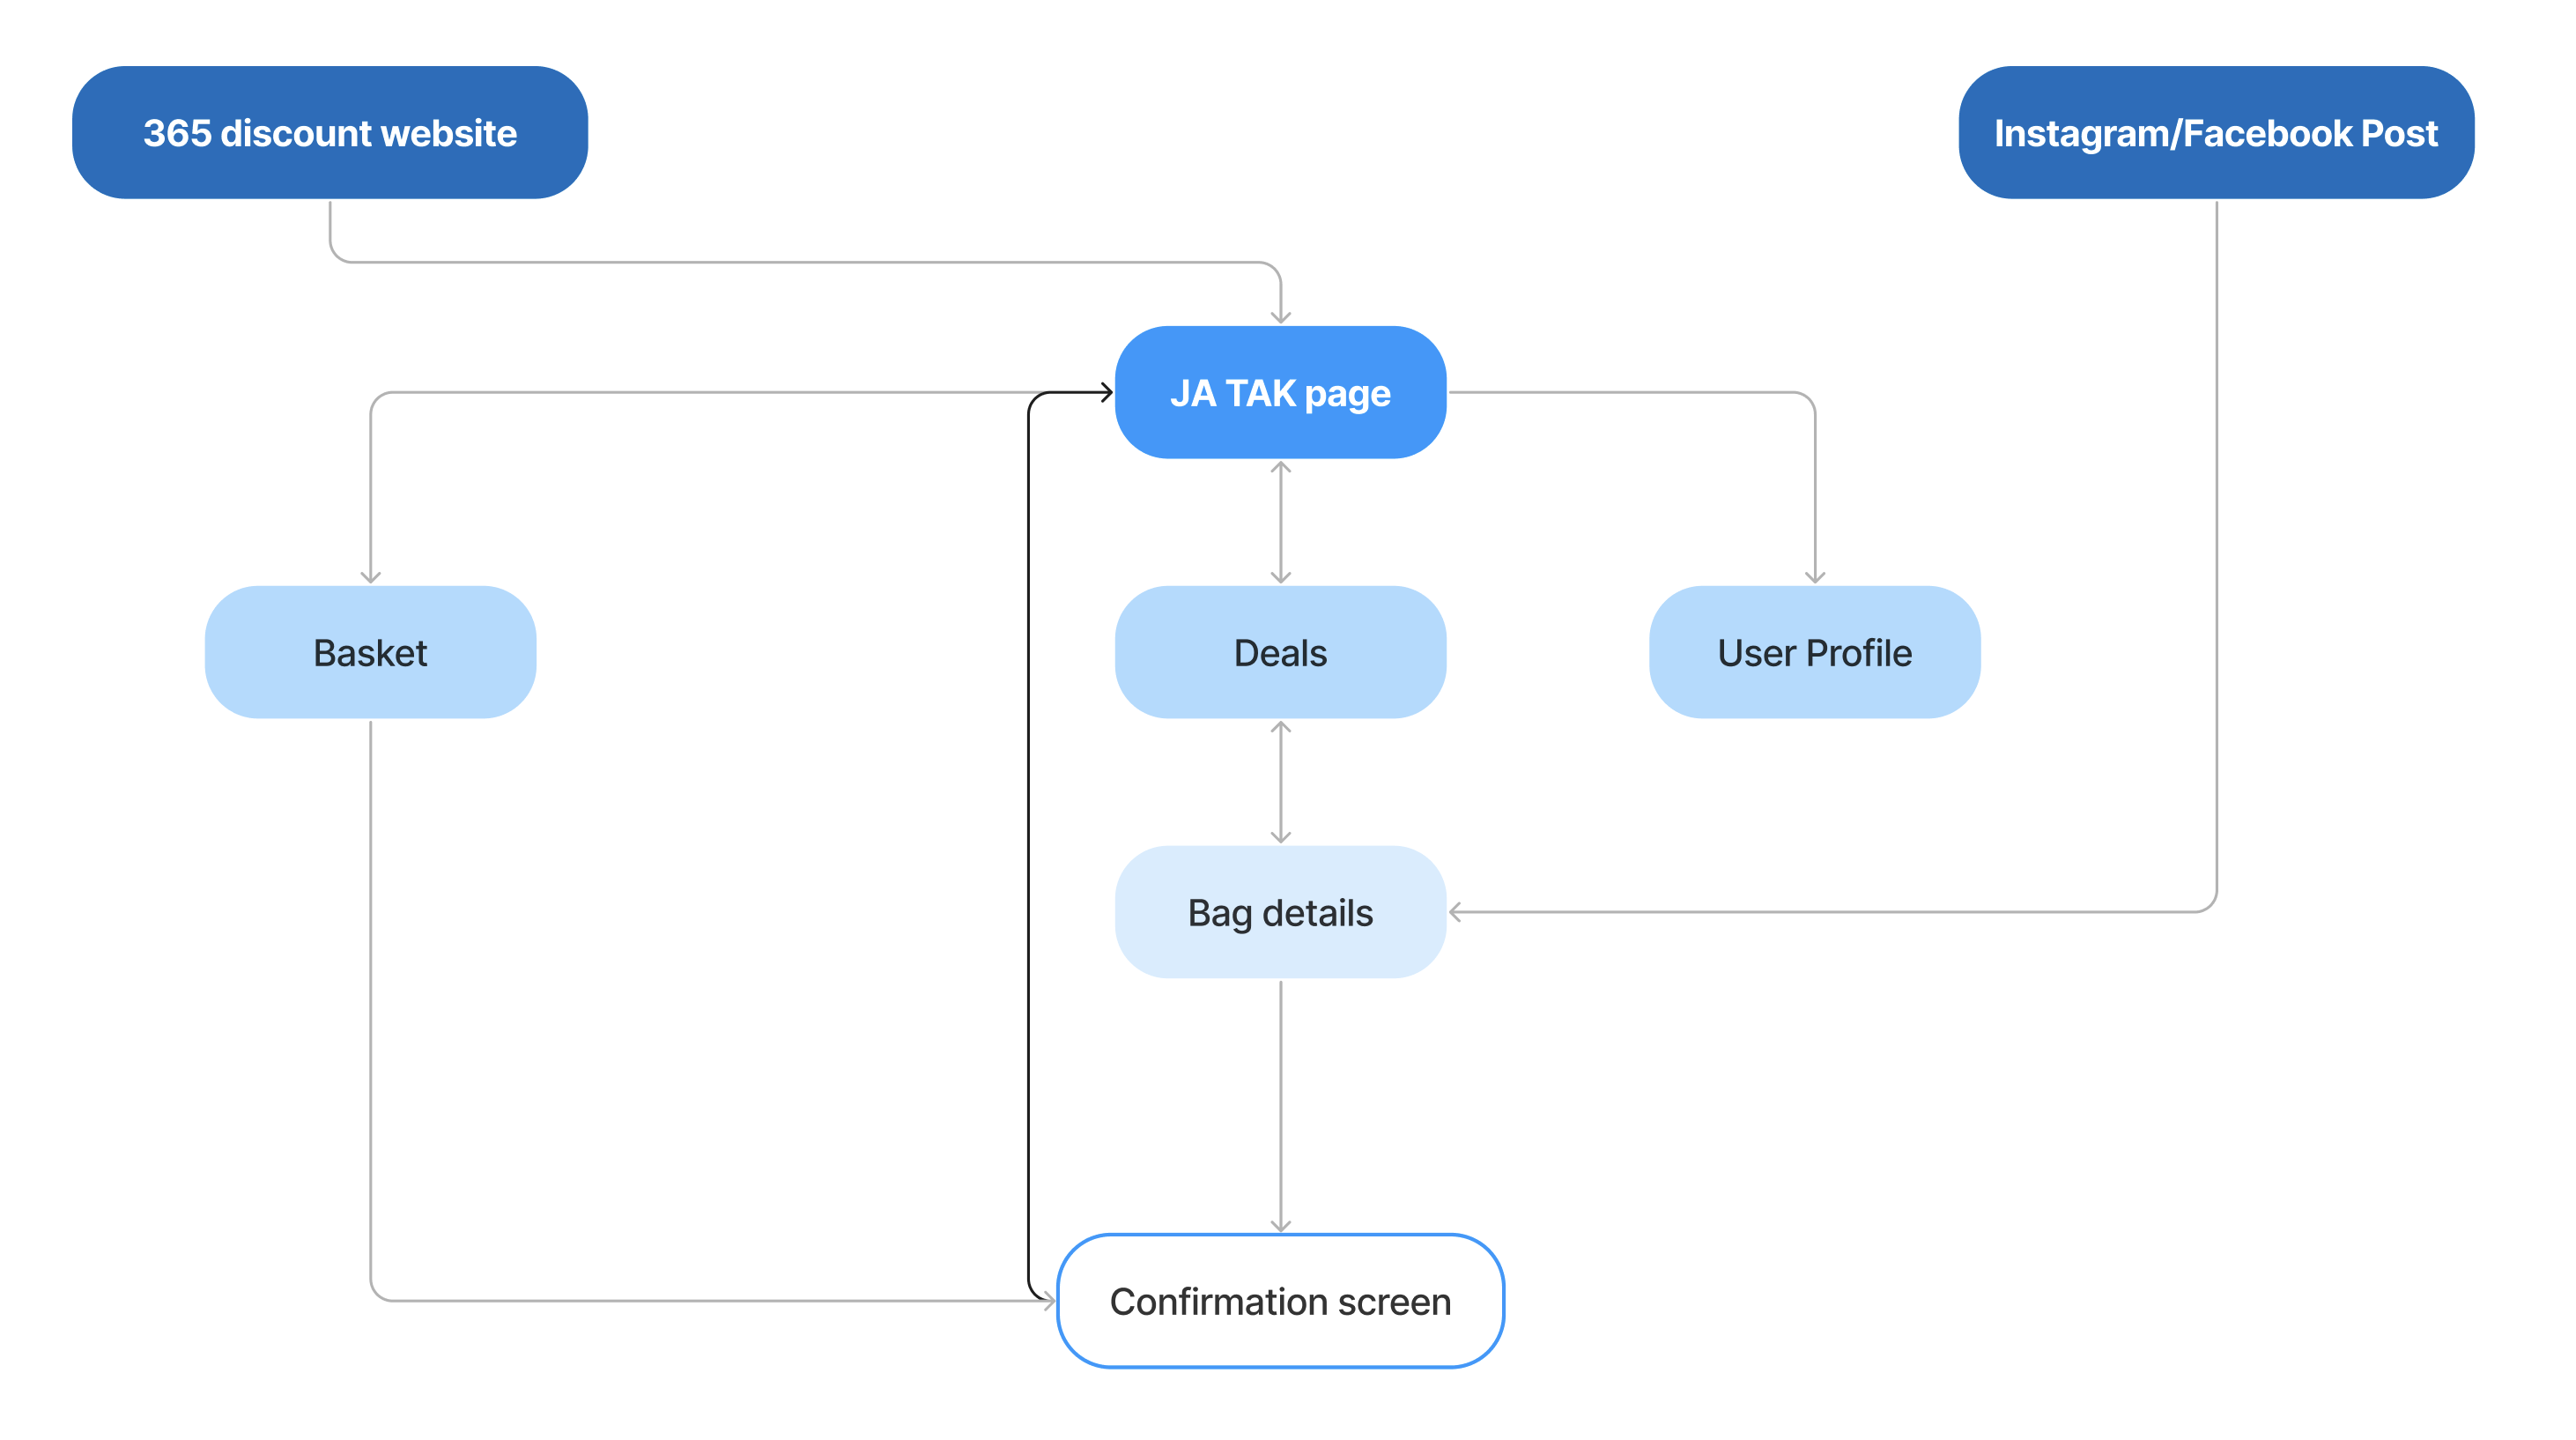 365 discount website
Instagram/Facebook Post
JA TAK page
Basket
Deals
User Profile
Bag details
Confirmation screen